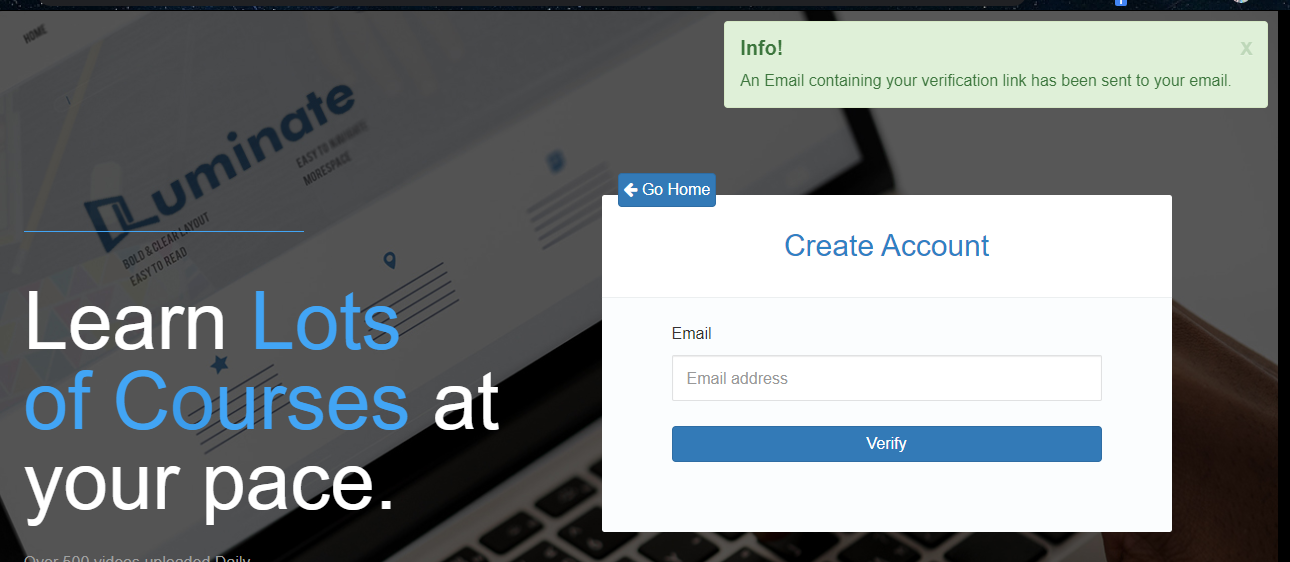 HOME
Info!
x
An Email containing your verification link has been sent to your email.
Luminate
EASY TO NAVIGATE
MORESPACE
Go Home
BOLD & CLEAR LAYOUT
EASY TO READ
Create Account
Learn Lots
of Courses at
your pace.
Email
Email address
Verify
Over 500 videos uploaded Daily